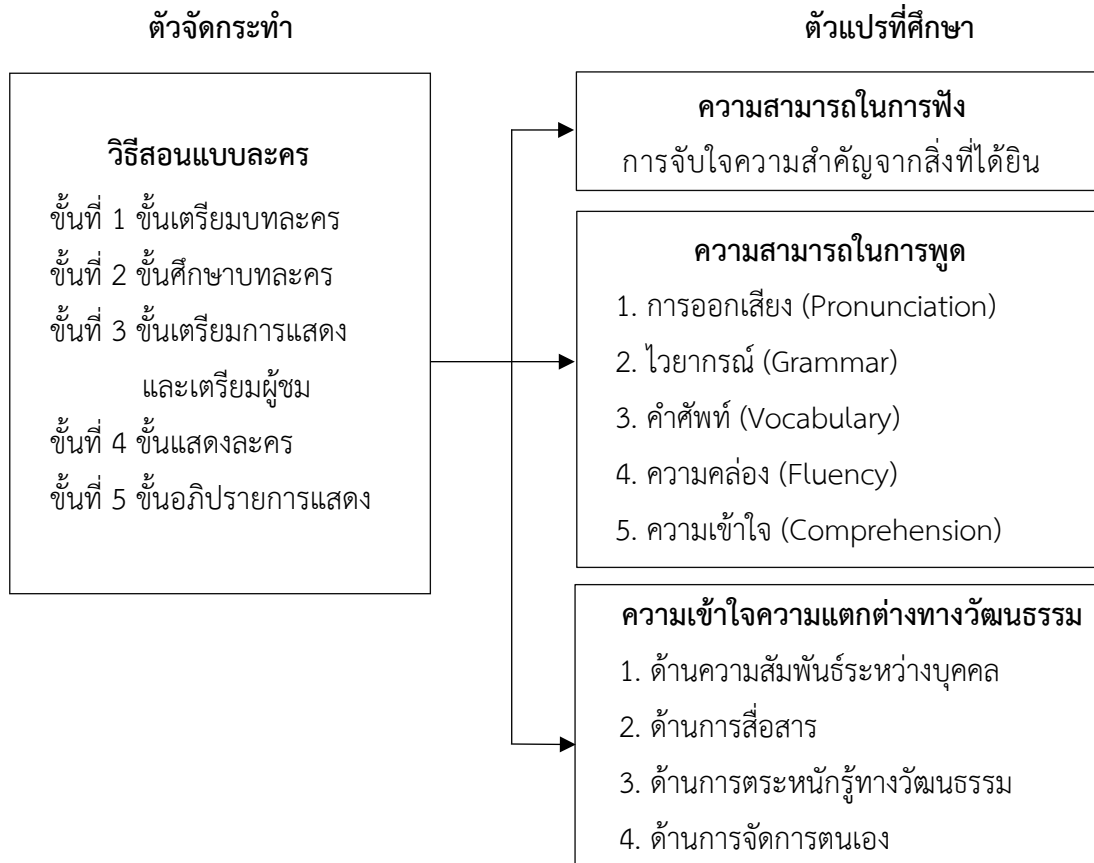 ตัวจัดกระทำ
วิธีสอนแบบละคร
ขั้นที่ 1 ขั้นเตรียมบทละคร
ขั้นที่ 2 ขั้นศึกษาบทละคร
ขั้นที่ 3 ขั้นเตรียมการแสดง
และเตรียมผู้ชม
ขั้นที่ 4 ขั้นแสดงละคร
ขั้นที่ 5 ขั้นอภิปรายการแสดง
ตัวแปรที่ศึกษา
ความสามารถในการฟัง
การจับใจความสำคัญจากสิ่งที่ได้ยิน
ความสามารถในการพูด
1. การออกเสียง (Pronunciation)
2. ไวยากรณ์ (Grammar)
3. คำศัพท์ (Vocabulary)
4. ความคล่อง (Fluency)
5. ความเข้าใจ (Comprehension)
ความเข้าใจความแตกต่างทางวัฒนธรรม
1. ด้านความสัมพันธ์ระหว่างบุคคล
2. ด้านการสื่อสาร
3. ด้านการตระหนักรู้ทางวัฒนธรรม
4. ด้านการจัดการตนเอง